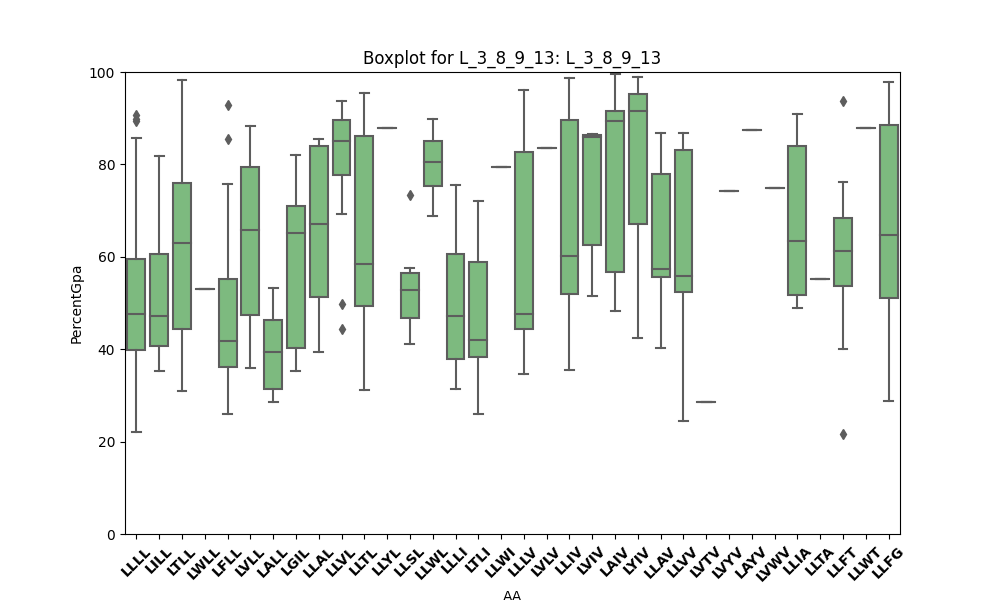 Boxplot for L_3_8_9_13: L_3_8_9_13
100
80
60
40
20
0
PercentGpa
LLLL LILL LTLL LWLL LFLL LVLL LALL LGIL LLAL LLVL LLTL LLYL LLSL LLWL LLLI LTLI LLWI LLLV LVLV LLIV LVIV LAIV LYIV LLAV LLVV LVTV LVYV LAYV LVWV LLIA LLTA LLFT LLWT LLFG
AA